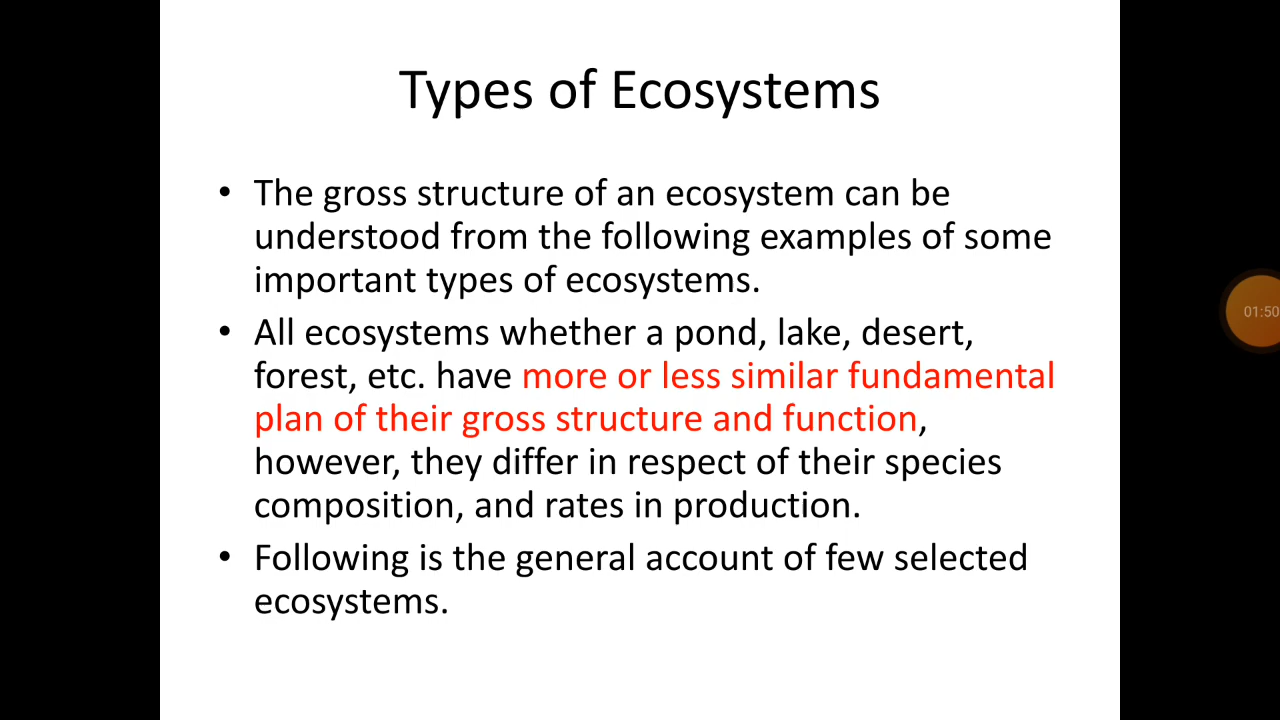 Types of Ecosystems
• The gross structure of an ecosystem can be
understood from the following examples of some
important types of ecosystems.
• All ecosystems whether a pond, lake, desert,
forest, etc. have more or less similar fundamental
plan of their gross structure and function,
however, they differ in respect of their species
composition, and rates in production.
• Following is the general account of few selected
ecosystems.
01:50